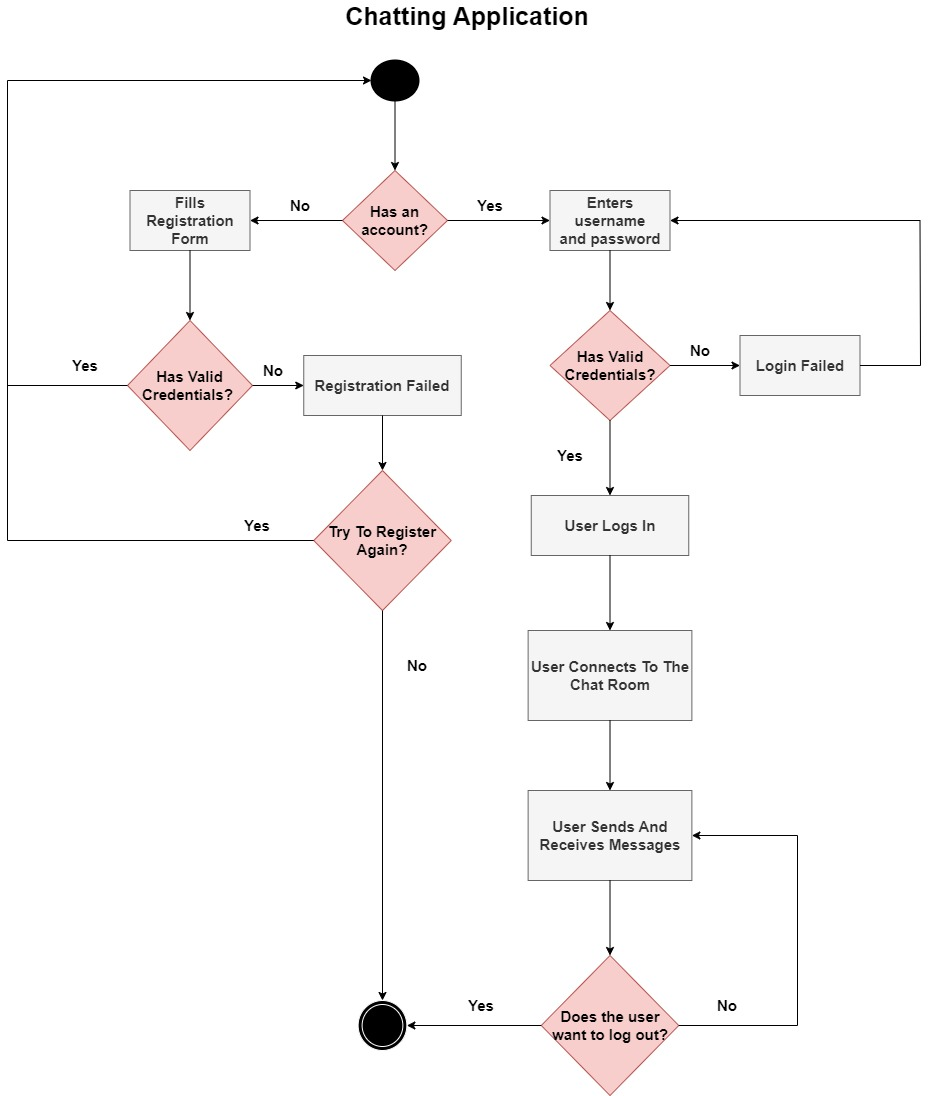 Chatting Application
Has an
account?
No
Yes
Fills
Registration
Form
Enters
username
and password
Has Valid
Credentials?
Yes
No
Registration Failed
Has Valid
Credentials?
No
Login Failed
Yes
Try To Register
Again?
Yes
No
User Logs In
User Connects To The
Chat Room
User Sends And
Receives Messages
Does the user
want to log out?
Yes
No